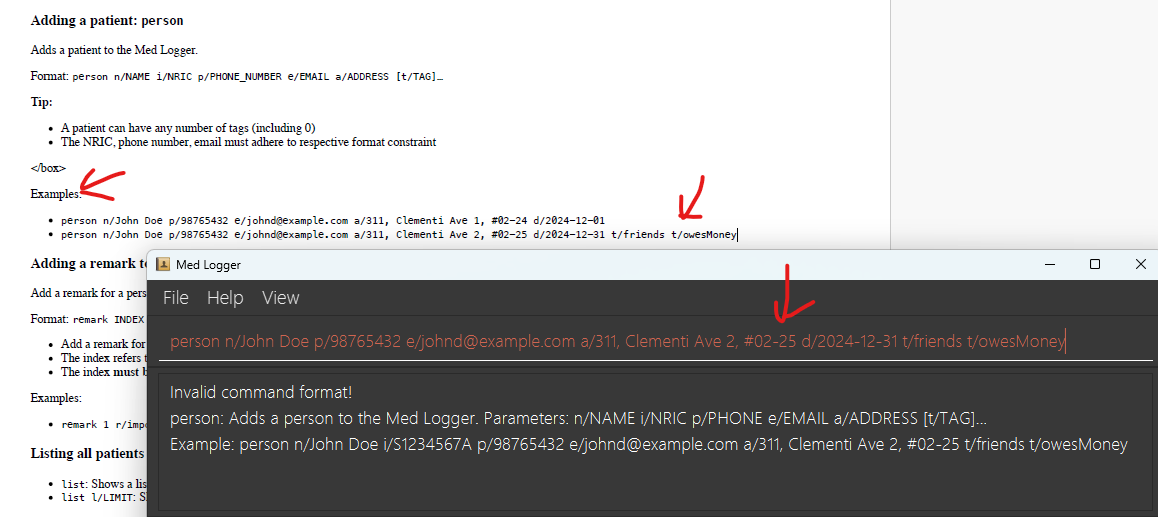 Adding a patient: person
Adds a patient to the Med Logger.
Format: person n/NAME i/NRIC p/PHONE_NUMBER e/EMAIL a/ADDRESS [t/TAG]…
Tip:
• A patient can have any number of tags (including 0)
• The NRIC, phone number, email must adhere to respective format constraint
</box>
Examples:
• person n/John Doe p/98765432 e/johnd@example.com a/311, Clementi Ave 1, #02-24 d/2024-12-01
• person n/John Doe p/98765432 e/johnd@example.com a/311, Clementi Ave 2, #02-25 d/2024-12-31 t/friends t/owesMoney
Adding a remark to
Add a remark for a pers
Format: remark INDEX
• Add a remark for
• The index refers t
• The index must b
Examples:
• remark 1 r/impo
Listing all patients
• list: Shows a lis
• list l/LIMIT: S
Med Logger
File Help View
person n/John Doe p/98765432 e/johnd@example.com a/311, Clementi Ave 2, #02-25 d/2024-12-31 t/friends t/owesMoney
Invalid command format!
person: Adds a person to the Med Logger. Parameters: n/NAME i/NRIC p/PHONE e/EMAIL a/ADDRESS [t/TAG]...
Example: person n/John Doe i/S1234567A p/98765432 e/johnd@example.com a/311, Clementi Ave 2, #02-25 t/friends t/owesMoney